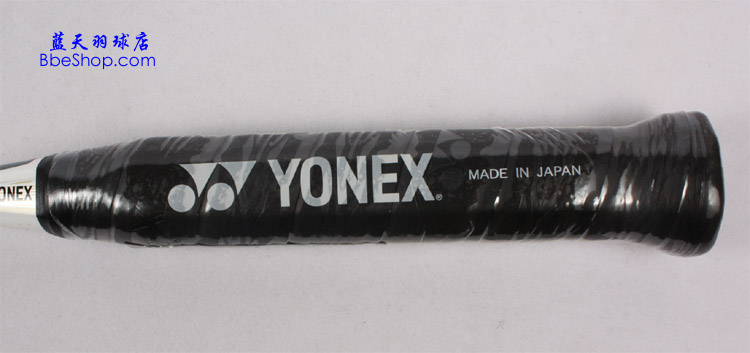 蓝天羽球店
BbeShop.com
YONEX®
MADE IN JAPAN
ONEX